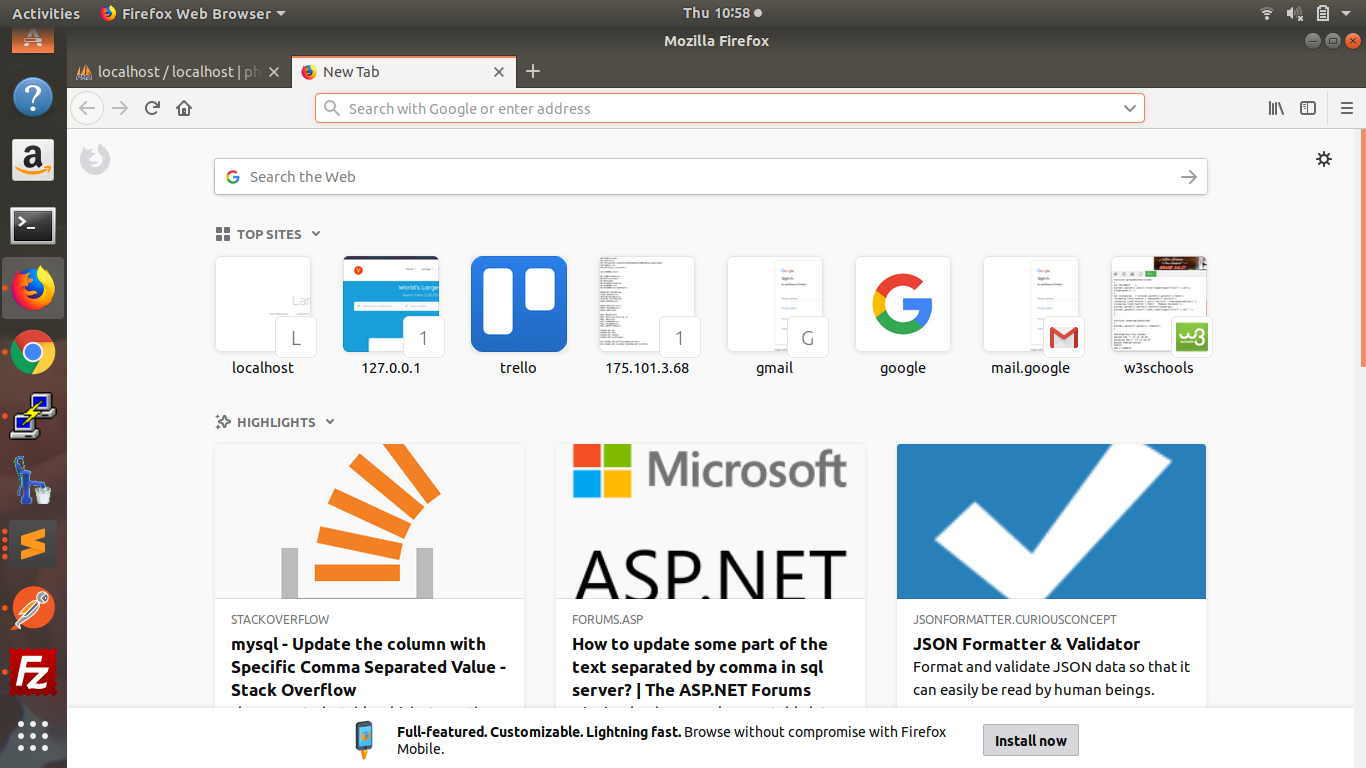 Activities
Firefox Web Browser
Thu 10:58
Mozilla Firefox
localhost / localhost | ph
New Tab
Search with Google or enter address
Search the Web
TOP SITES
L
1
1
G
localhost
127.0.0.1
trello
175.101.3.68
gmail
google
mail.google
w3schools
HIGHLIGHTS
Microsoft
ASP.NET
STACKOVERFLOW
mysql - Update the column with
Specific Comma Separated Value -
Stack Overflow
FORUMS.ASP
How to update some part of the
text separated by comma in sql
server? | The ASP.NET Forums
JSONFORMATTER.CURIOUSCONCEPT
JSON Formatter & Validator
Format and validate JSON data so that it
can easily be read by human beings.
Full-featured. Customizable. Lightning fast. Browse without compromise with Firefox
Mobile.
Install now